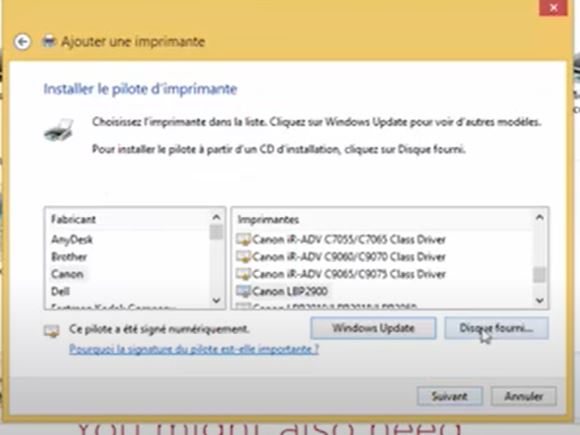 Ajouter une imprimante
Installer le pilote d'imprimante
Choisissez l'imprimante dans la liste. Cliquez sur Windows Update pour voir d'autres modèles.
Pour installer le pilote à partir d'un CD d'installation, cliquez sur Disque fourni.
Fabricant
AnyDesk
Brother
Canon
Dell
Eastman Kodak Company
Imprimantes
Canon iR-ADV C7055/C7065 Class Driver
Canon iR-ADV C9060/C9070 Class Driver
Canon iR-ADV C9065/C9075 Class Driver
Canon LBP2900
Ce pilote a été signé numériquement.
Pourquoi la signature du pilote est-elle importante ?
Windows Update
Disque fourni...
Suivant
Annuler
You might also need